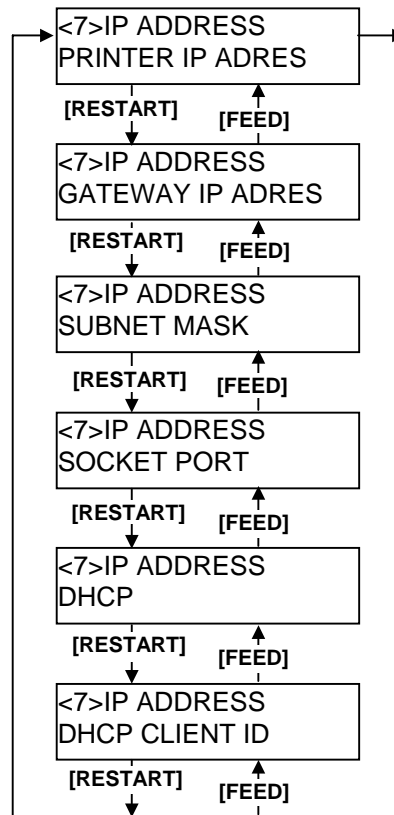 <7>IP ADDRESS
PRINTER IP ADRES
[RESTART]
[FEED]
<7>IP ADDRESS
GATEWAY IP ADRES
[RESTART]
[FEED]
<7>IP ADDRESS
SUBNET MASK
[RESTART]
[FEED]
<7>IP ADDRESS
SOCKET PORT
[RESTART]
[FEED]
<7>IP ADDRESS
DHCP
[RESTART]
[FEED]
<7>IP ADDRESS
DHCP CLIENT ID
[RESTART]
[FEED]